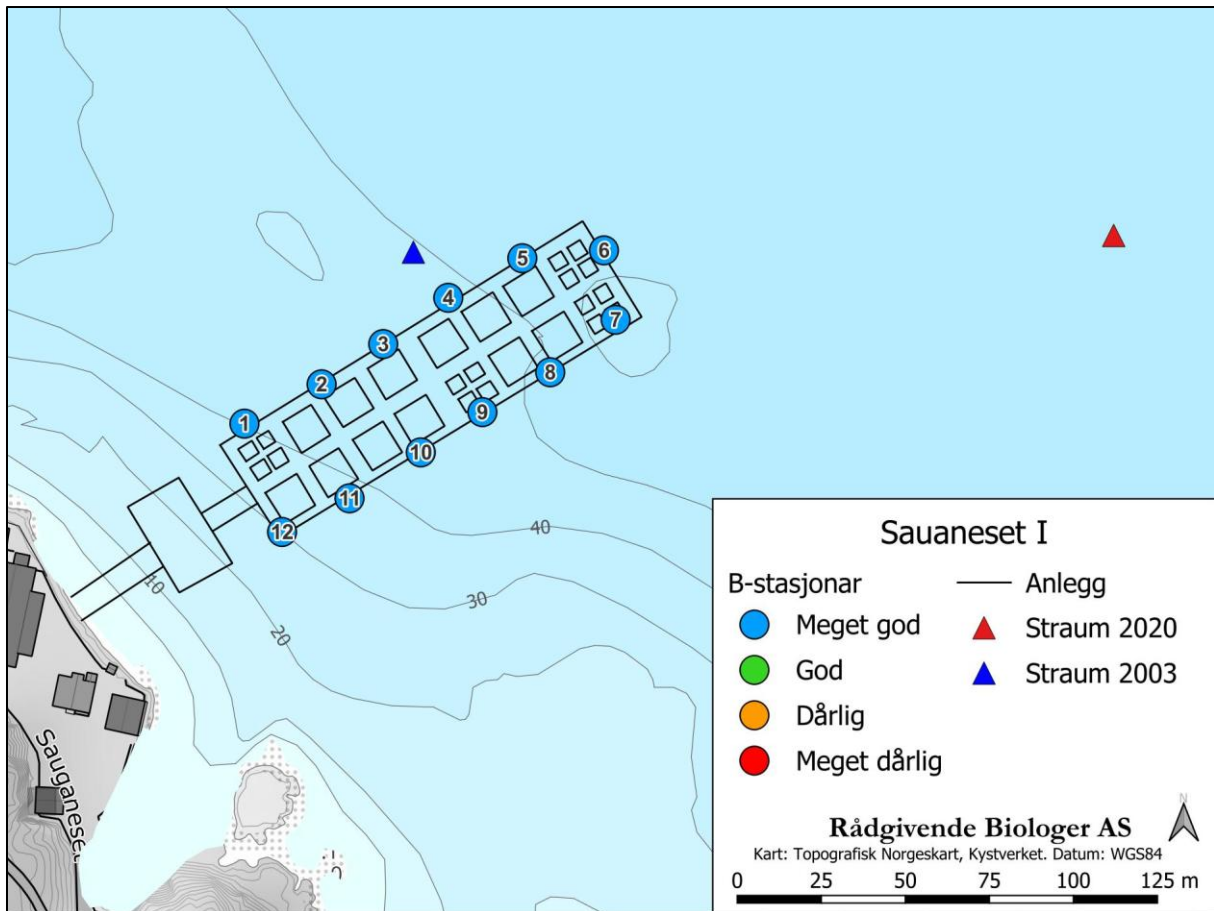 6
5
4
7
3
8
2
9
1
10
11
12
40
30
20
10
Sauganeset
Sauaneset I
B-stasjonar
Meget god
God
Dårlig
Meget dårlig
Anlegg
Straum 2020
Straum 2003
N
Rådgivende Biologer AS
Kart: Topografisk Norgeskart, Kystverket. Datum: WGS84
0 25 50 75 100 125 m